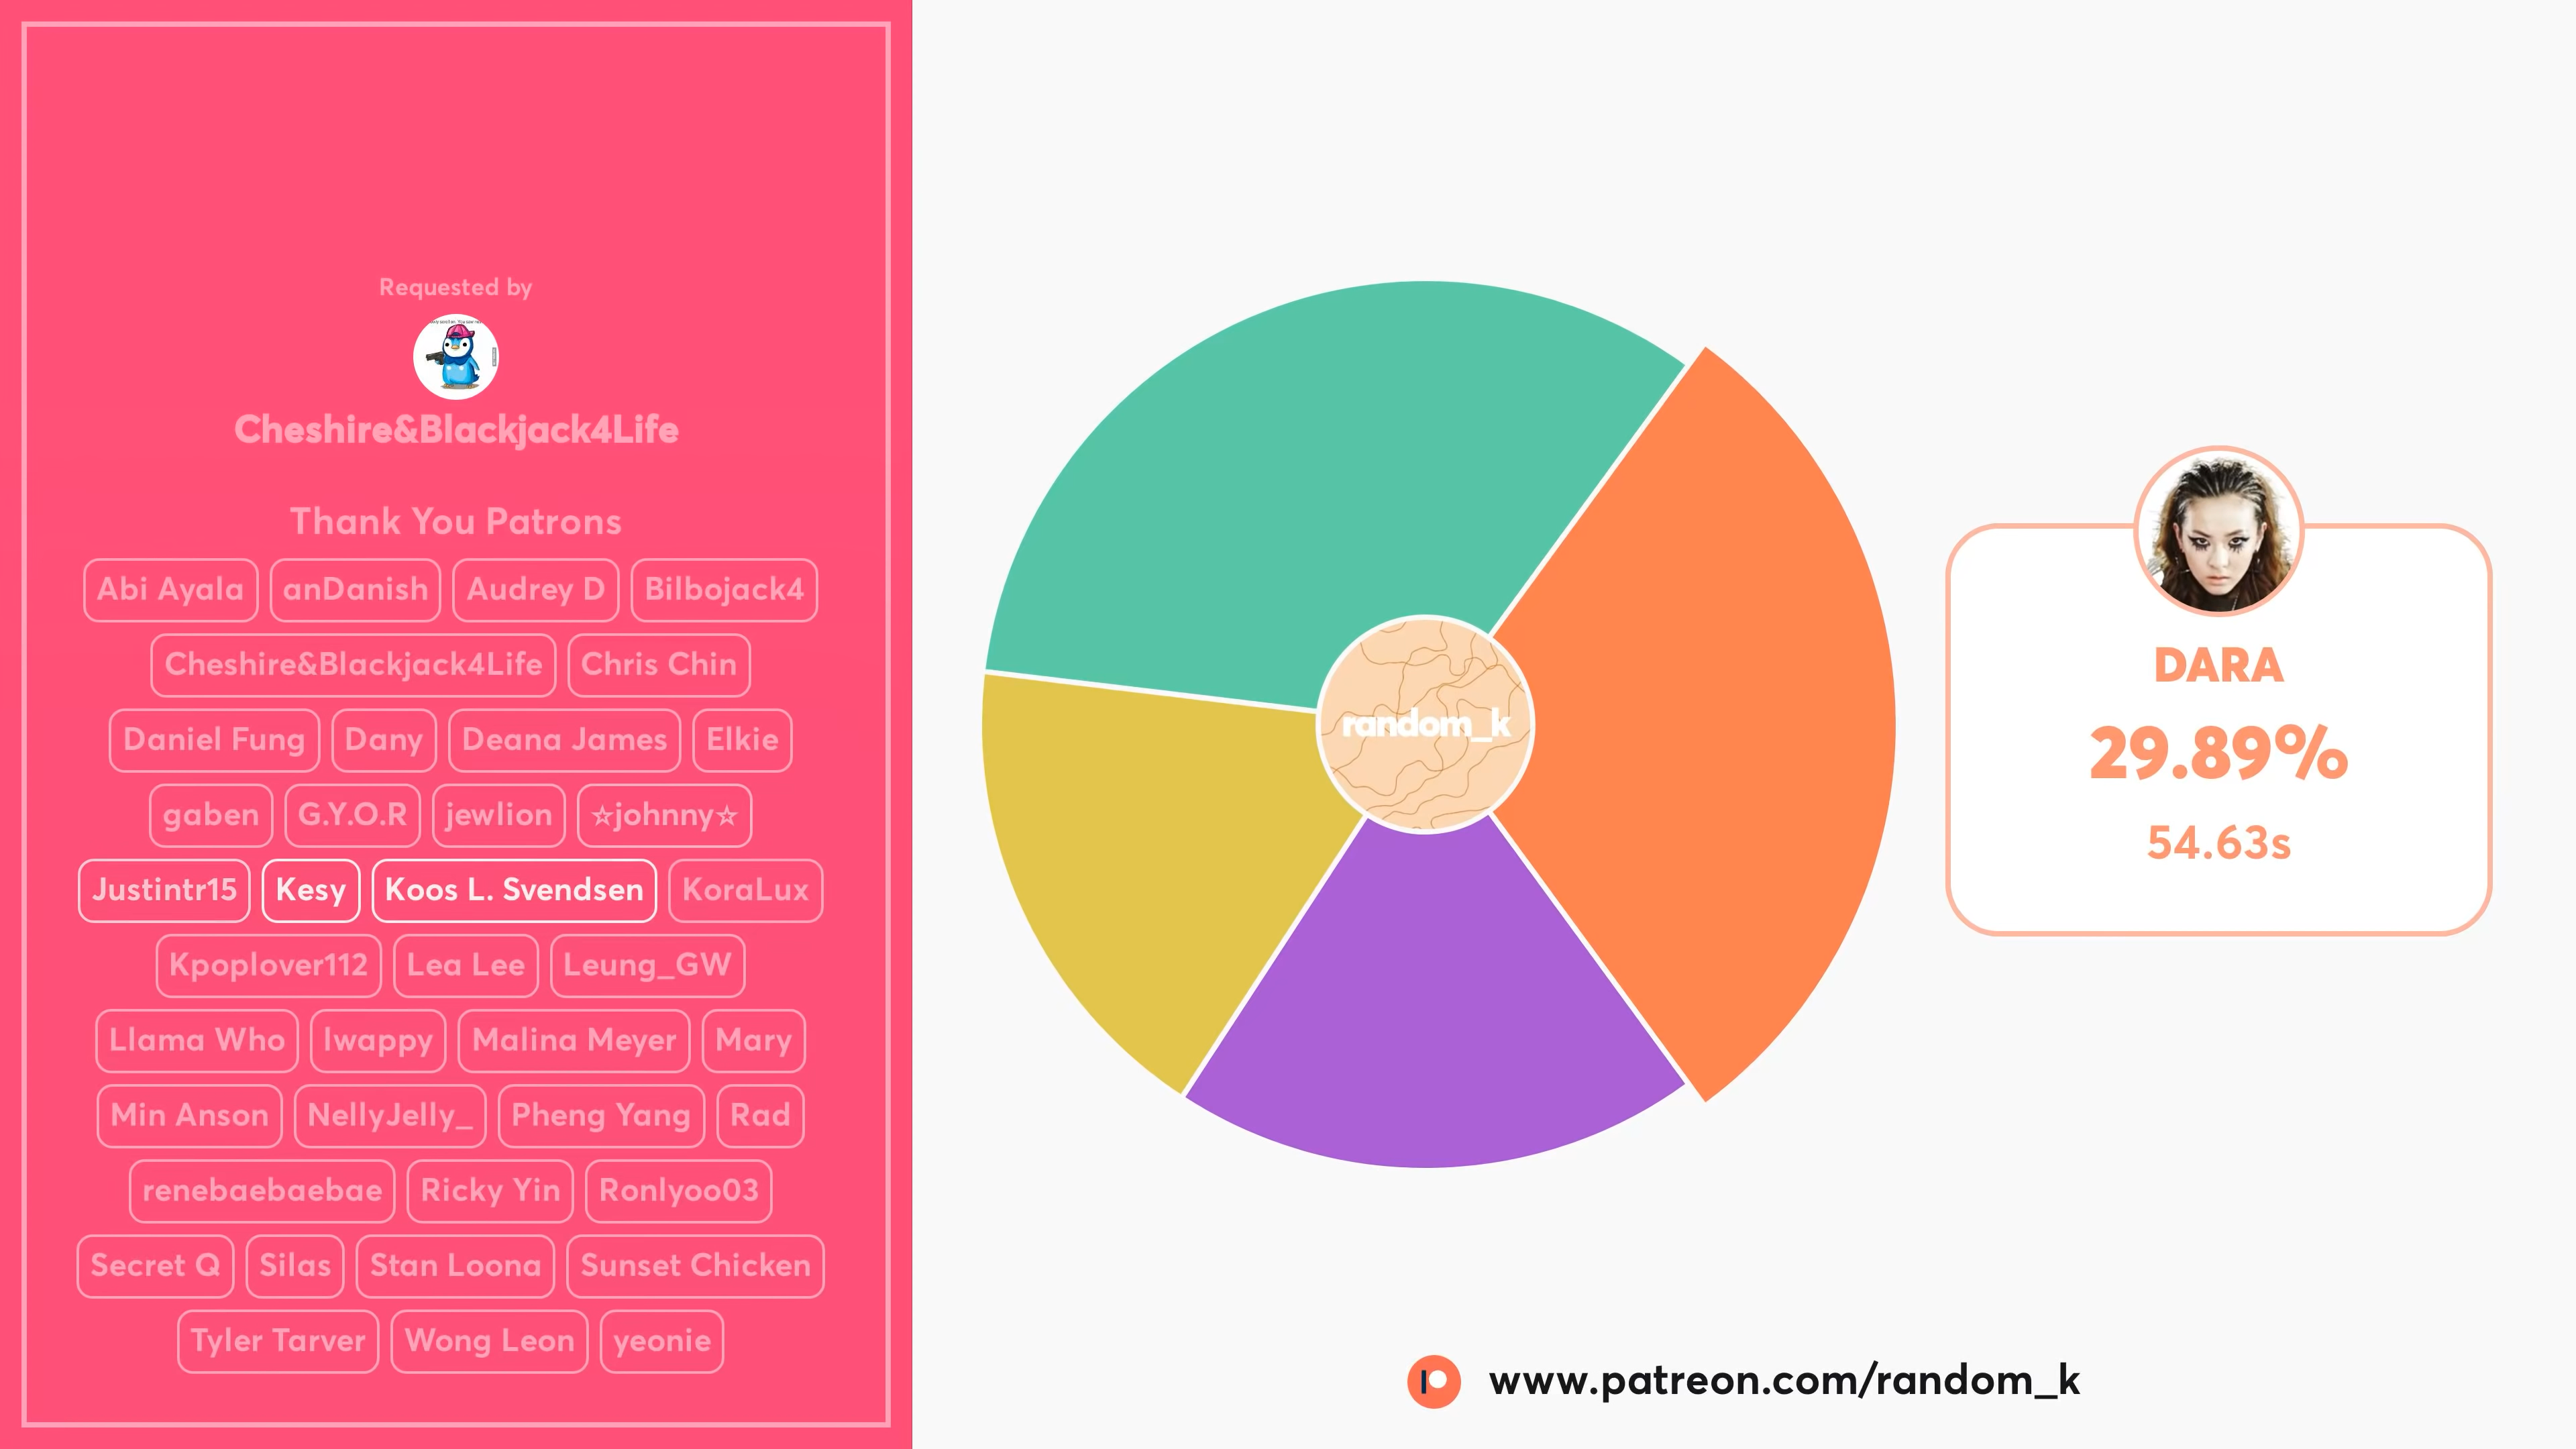 Requested by
Cheshire&Blackjack4Life
Thank You Patrons
Abi Ayala anDanish Audrey D Bilbojack4
Cheshire&Blackjack4Life Chris Chin
Daniel Fung Dany Deana James Elkie
gaben G.Y.O.R jewlion ☆johnny☆
Justintr15 Kesy Koos L. Svendsen KoraLux
Kpoplover112 Lea Lee Leung_GW
Llama Who lwappy Malina Meyer Mary
Min Anson NellyJelly_ Pheng Yang Rad
renebaebaebae Ricky Yin Ronlyoo03
Secret Q Silas Stan Loona Sunset Chicken
Tyler Tarver Wong Leon yeonie
random_k
DARA
29.89%
54.63s
www.patreon.com/random_k